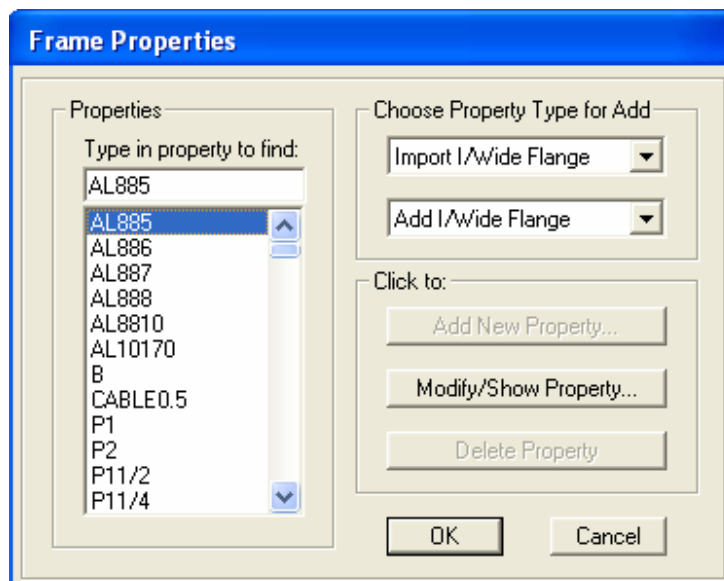 Frame Properties
Properties
Type in property to find:
AL885
AL885
AL886
AL887
AL888
AL8810
AL10170
B
CABLE0.5
P1
P2
P11/2
P11/4
Choose Property Type for Add
Import I/Wide Flange
Add I/Wide Flange
Click to:
Add New Property...
Modify/Show Property...
Delete Property
OK
Cancel